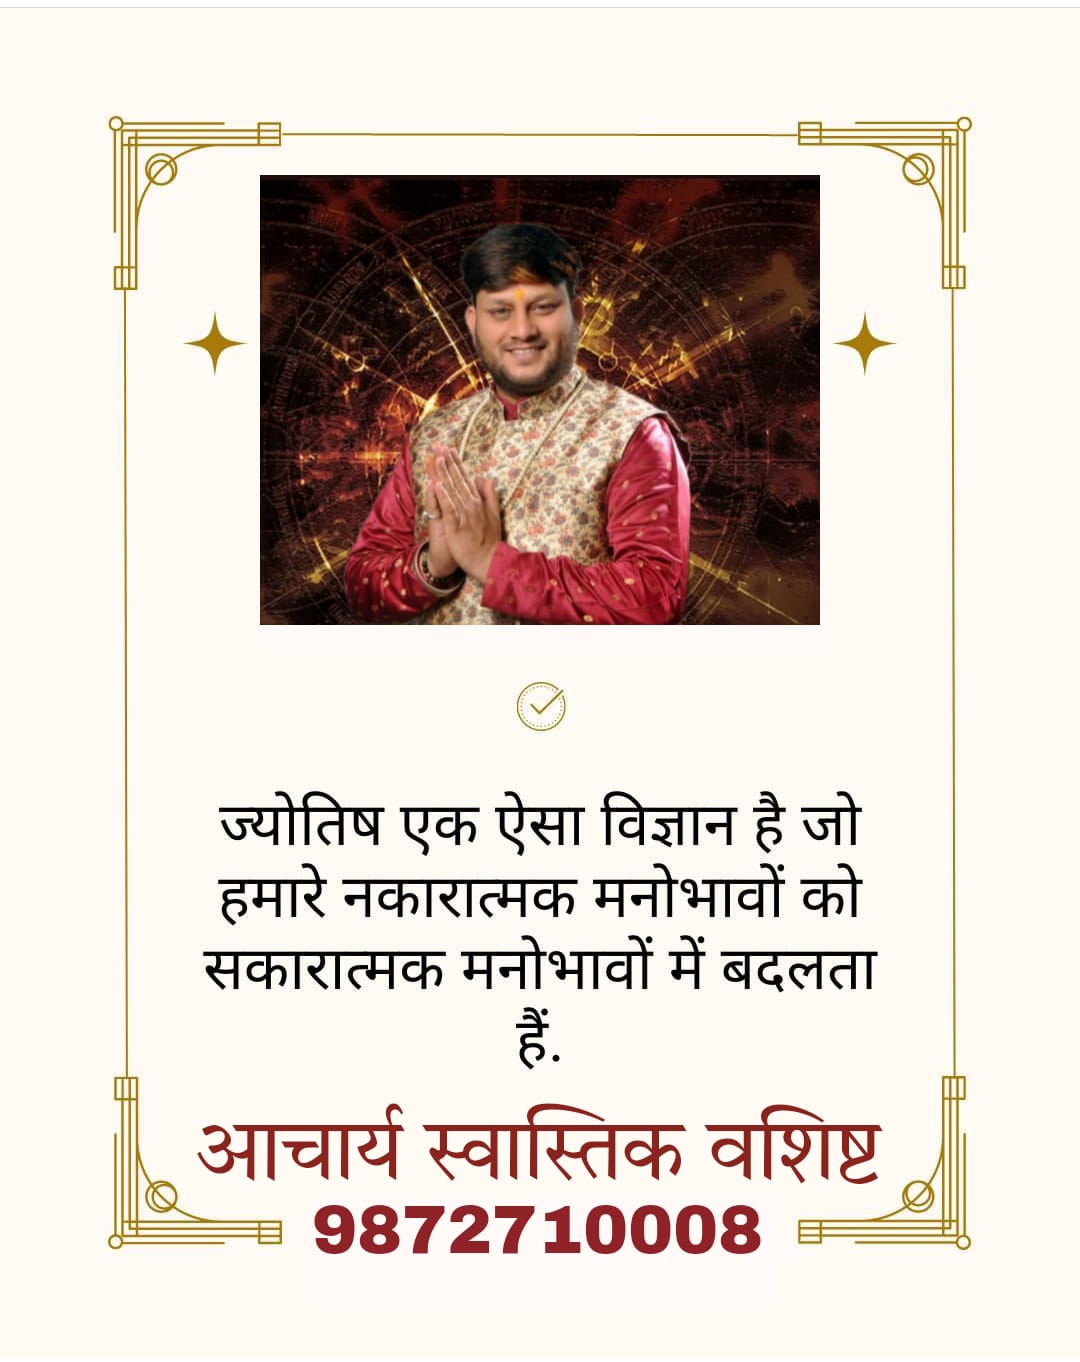 ज्योतिष एक ऐसा विज्ञान है जो
हमारे नकारात्मक मनोभावों को
सकारात्मक मनोभावों में बदलता
हैं.
आचार्य स्वास्तिक वशिष्ट
9872710008